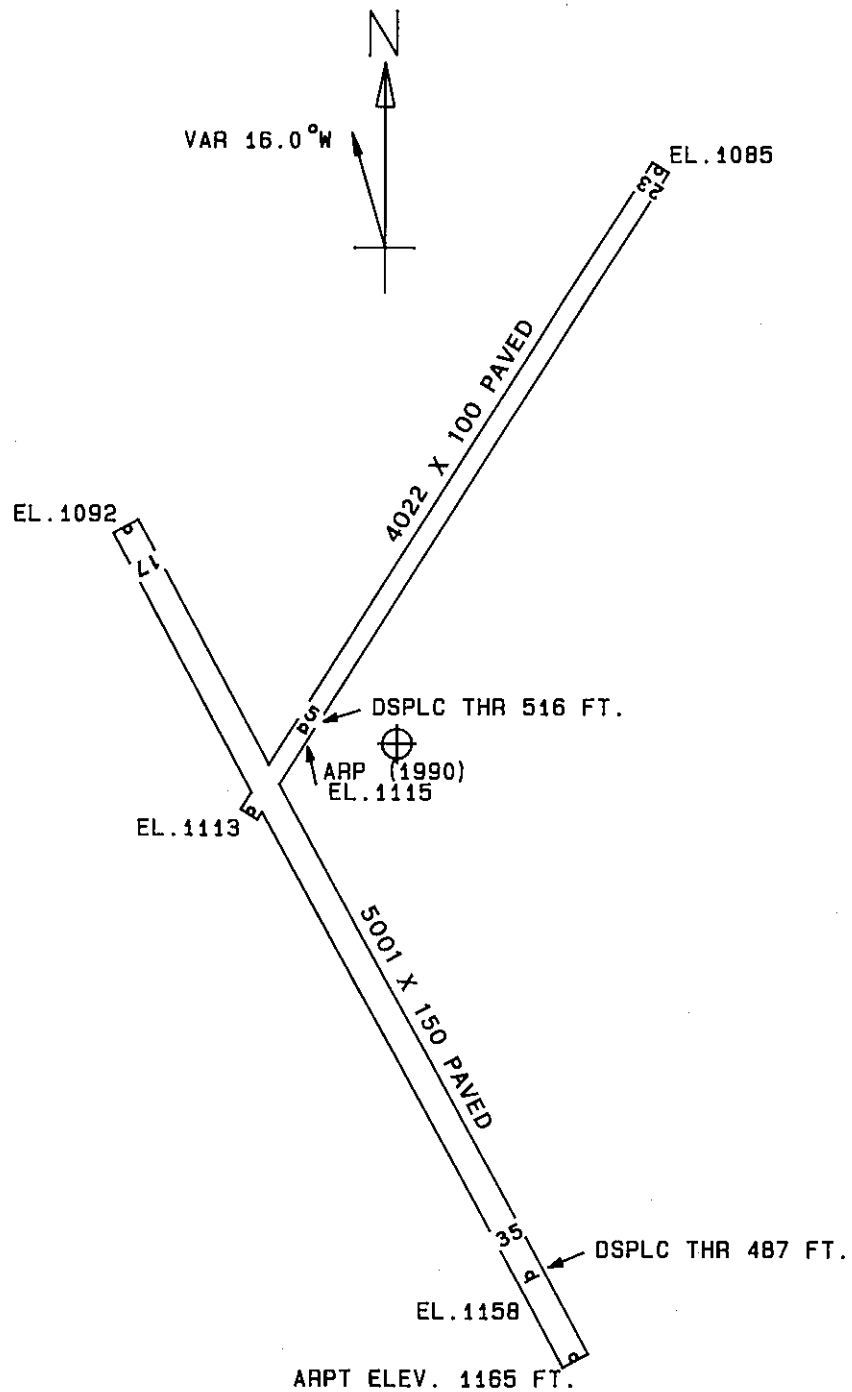 N
VAR 16.0°W
EL.1085
23
4022 X 100 PAVED
EL.1092
17
5
DSPLC THR 516 FT.
ARP (1990)
EL.1115
EL.1113
5001 X 150 PAVED
35
DSPLC THR 487 FT.
EL.1158
ARPT ELEV. 1165 FT.